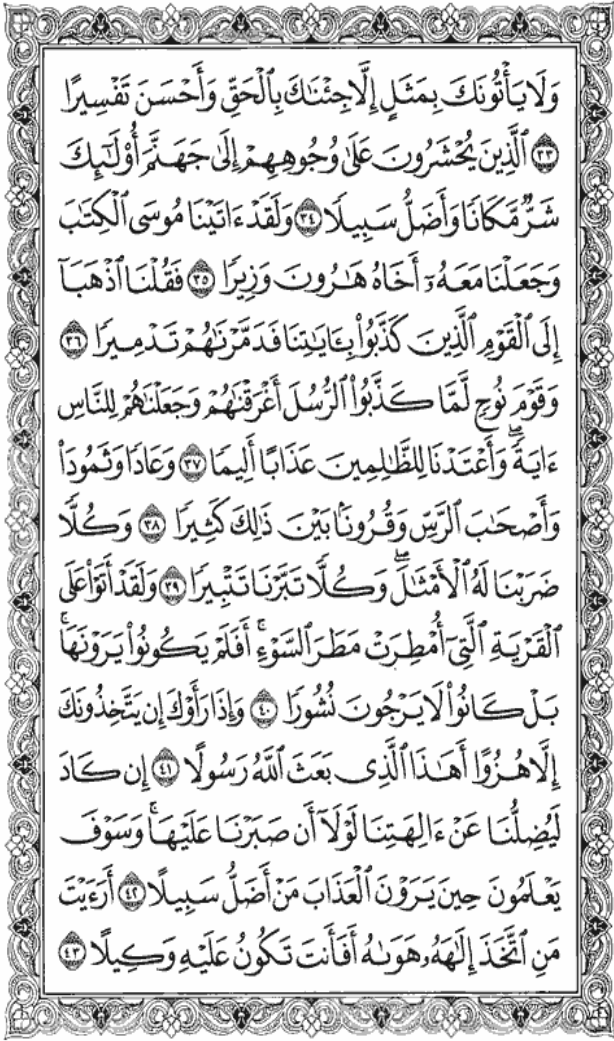 وَلَا يَأْتُونَكَ بِمَثَلٍ إِلَّا جِئْنَٰكَ بِٱلْحَقِّ وَأَحْسَنَ تَفْسِيرًا
٣٣ ٱلَّذِينَ يُحْشَرُونَ عَلَىٰ وُجُوهِهِمْ إِلَىٰ جَهَنَّمَ أُو۟لَٰٓئِكَ
شَرٌّ مَّكَانًا وَأَضَلُّ سَبِيلًا ٣٤ وَلَقَدْ ءَاتَيْنَا مُوسَى ٱلْكِتَٰبَ
وَجَعَلْنَا مَعَهُۥٓ أَخَاهُ هَٰرُونَ وَزِيرًا ٣٥ فَقُلْنَا ٱذْهَبَآ
إِلَى ٱلْقَوْمِ ٱلَّذِينَ كَذَّبُوا۟ بِـَٔايَٰتِنَا فَدَمَّرْنَٰهُمْ تَدْمِيرًا ٣٦
وَقَوْمَ نُوحٍ لَّمَّا كَذَّبُوا۟ ٱلرُّسُلَ أَغْرَقْنَٰهُمْ وَجَعَلْنَٰهُمْ لِلنَّاسِ
ءَايَةً ۖ وَأَعْتَدْنَا لِلظَّٰلِمِينَ عَذَابًا أَلِيمًا ٣٧ وَعَادًا وَثَمُودَا۟
وَأَصْحَٰبَ ٱلرَّسِّ وَقُرُونًۢا بَيْنَ ذَٰلِكَ كَثِيرًا ٣٨ وَكُلًّا
ضَرَبْنَا لَهُ ٱلْأَمْثَٰلَ ۖ وَكُلًّا تَبَّرْنَا تَتْبِيرًا ٣٩ وَلَقَدْ أَتَوْا۟ عَلَى
ٱلْقَرْيَةِ ٱلَّتِىٓ أُمْطِرَتْ مَطَرَ ٱلسَّوْءِ ۚ أَفَلَمْ يَكُونُوا۟ يَرَوْنَهَا ۚ
بَلْ كَانُوا۟ لَا يَرْجُونَ نُشُورًا ٤٠ وَإِذَا رَأَوْكَ إِن يَتَّخِذُونَكَ
إِلَّا هُزُوًا أَهَٰذَا ٱلَّذِى بَعَثَ ٱللَّهُ رَسُولًا ٤١ إِن كَادَ
لَيُضِلُّنَا عَنْ ءَالِهَتِنَا لَوْلَآ أَن صَبَرْنَا عَلَيْهَا ۚ وَسَوْفَ
يَعْلَمُونَ حِينَ يَرَوْنَ ٱلْعَذَابَ مَنْ أَضَلُّ سَبِيلًا ٤٢ أَرَءَيْتَ
مَنِ ٱتَّخَذَ إِلَٰهَهُۥ هَوَىٰهُ أَفَأَنتَ تَكُونُ عَلَيْهِ وَكِيلًا ٤٣